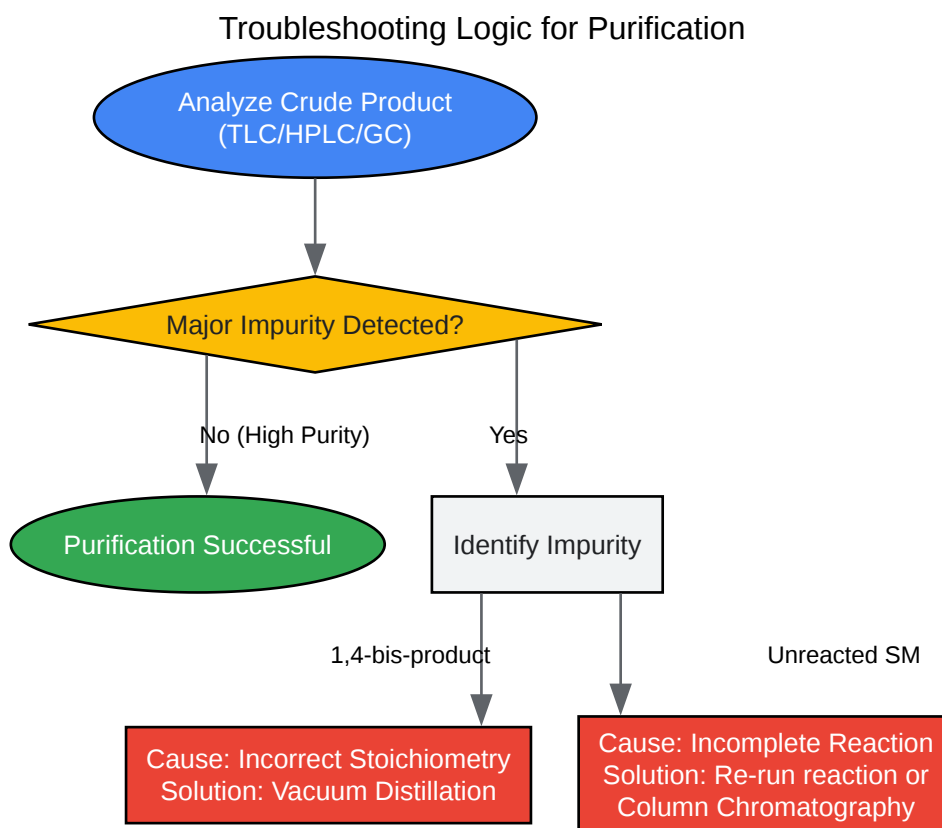 Troubleshooting Logic for Purification
Analyze Crude Product
(TLC/HPLC/GC)
Major Impurity Detected?
No (High Purity)
Yes
Purification Successful
Identify Impurity
1,4-bis-product
Unreacted SM
Cause: Incorrect Stoichiometry
Solution: Vacuum Distillation
Cause: Incomplete Reaction
Solution: Re-run reaction or
Column Chromatography